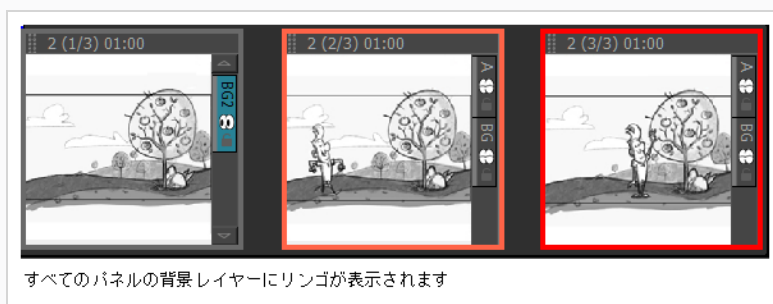 2 (1/3) 01:00
BG2
2 (2/3) 01:00
A
BG
2 (3/3) 01:00
A
BG
すべてのパネルの背景レイヤーにリンゴが表示されます